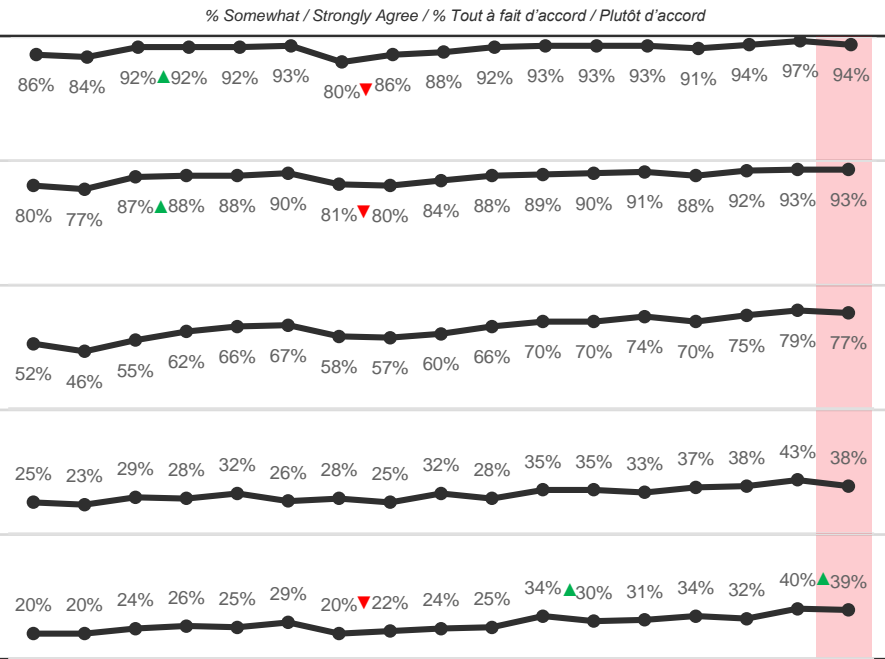 % Somewhat / Strongly Agree / % Tout à fait d’accord / Plutôt d’accord
86% 84% 92%▲92% 92% 93% 80%▼86% 88% 92% 93% 93% 93% 91% 94% 97% 94%
80% 77% 87%▲88% 88% 90% 81%▼80% 84% 88% 89% 90% 91% 88% 92% 93% 93%
52% 46% 55% 62% 66% 67% 58% 57% 60% 66% 70% 70% 74% 70% 75% 79% 77%
25% 23% 29% 28% 32% 26% 28% 25% 32% 28% 35% 35% 33% 37% 38% 43% 38%
20% 20% 24% 26% 25% 29% 20%▼22% 24% 25% 34%▲30% 31% 34% 32% 40%▲39%